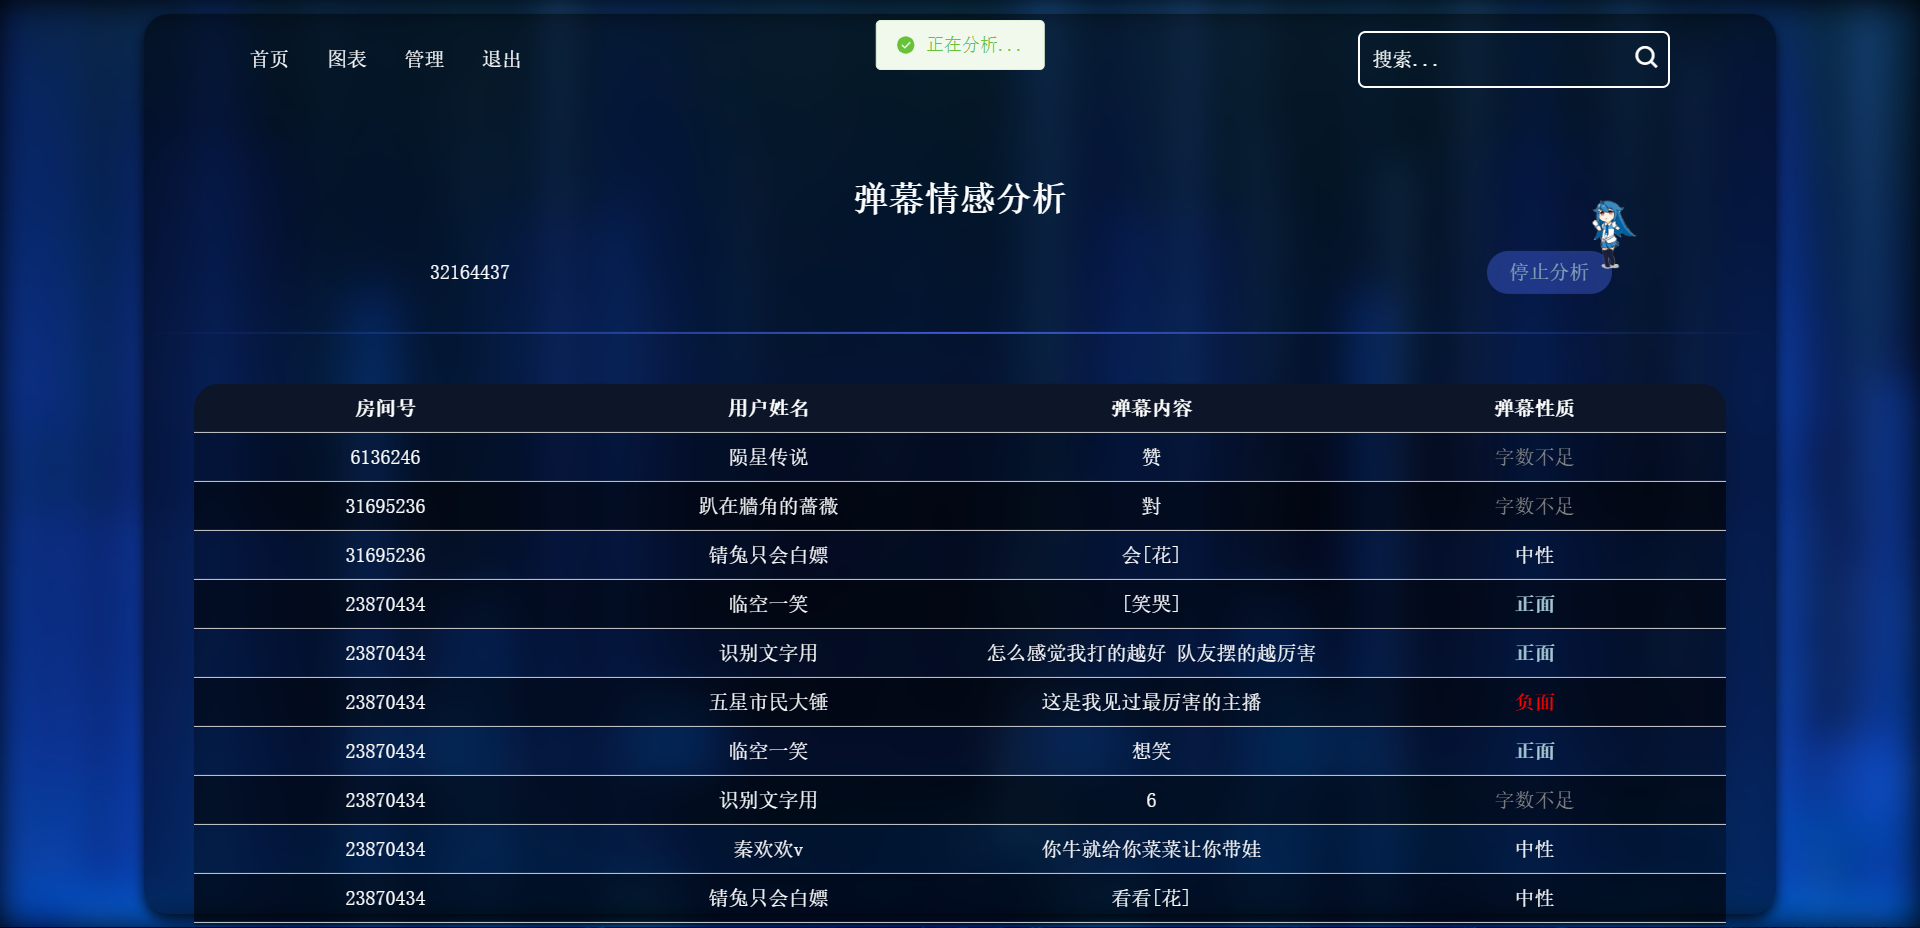 首页 图表 管理 退出
正在分析...
搜索...
弹幕情感分析
32164437
停止分析
房间号 用户姓名 弹幕内容 弹幕性质
6136246 陨星传说 赞 字数不足
31695236 趴在牆角的蔷薇 對 字数不足
31695236 锖兔只会白嫖 会[花] 中性
23870434 临空一笑 [笑哭] 正面
23870434 识别文字用 怎么感觉我打的越好 队友摆的越厉害 正面
23870434 五星市民大锤 这是我见过最厉害的主播 负面
23870434 临空一笑 想笑 正面
23870434 识别文字用 6 字数不足
23870434 秦欢欢v 你牛就给你菜菜让你带娃 中性
23870434 锖兔只会白嫖 看看[花] 中性